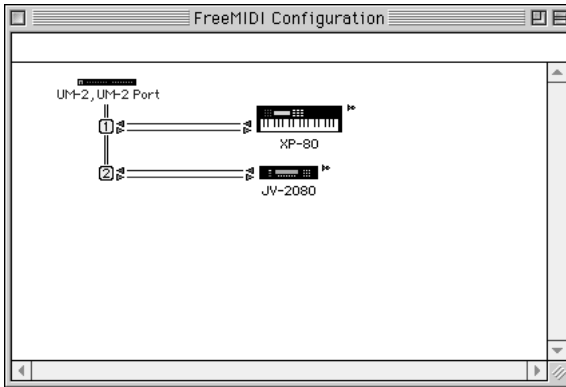 FreeMIDI Configuration
UM-2,UM-2 Port
1
XP-80
2
JV-2080